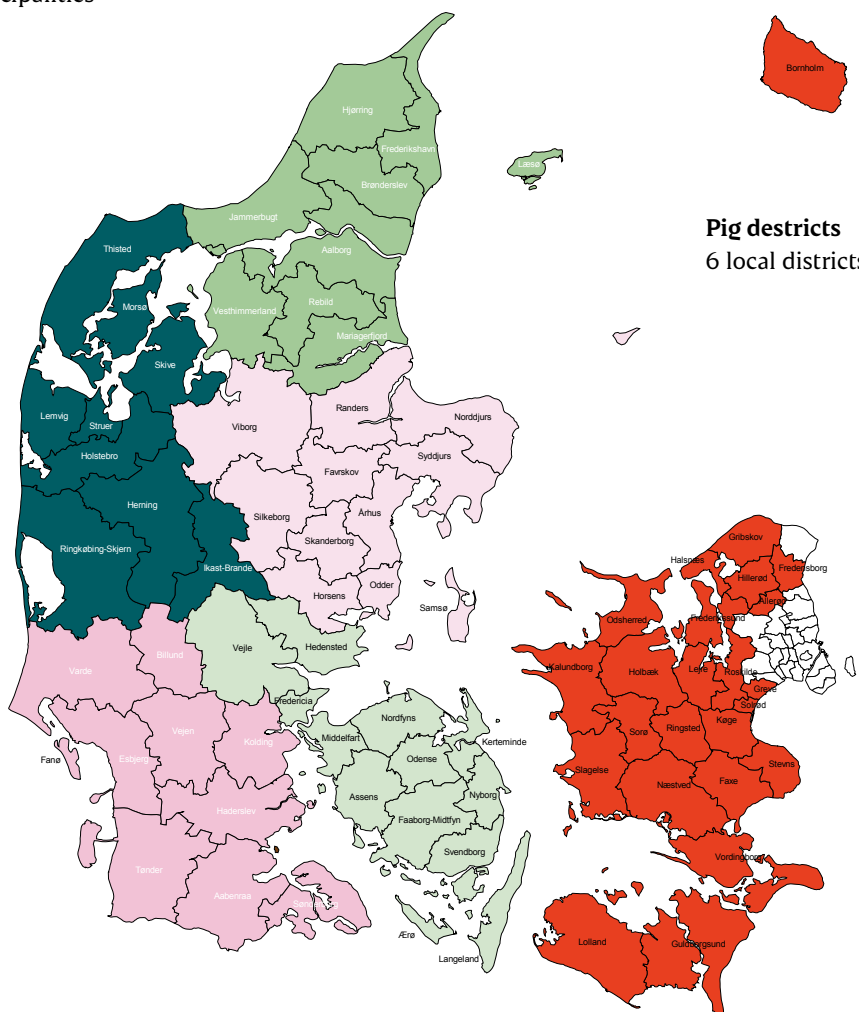 cipalities
Bornholm
Hjørring
Frederikshavn
Læsø
Brønderslev
Jammerbugt
Pig destricts
6 local districts
Thisted
Aalborg
Morsø
Rebild
Vesthimmerland
Mariagerfjord
Skive
Lemvig
Struer
Randers
Norddjurs
Viborg
Holstebro
Syddjurs
Favrskov
Herning
Silkeborg
Århus
Gribskov
Skanderborg
Ringkøbing-Skjern
Halsnæs
Ikast-Brande
Fredensborg
Hillerød
Odder
Horsens
Allerød
Samsø
Odsherred
Frederikssund
Vejle
Hedensted
Varde
Billund
Kalundborg
Holbæk
Lejre
Roskilde
Greve
Fredericia
Solrød
Nordfyns
Køge
Vejen
Middelfart
Kolding
Kerteminde
Sorø
Ringsted
Fanø
Esbjerg
Odense
Stevns
Slagelse
Næstved
Faxe
Assens
Nyborg
Haderslev
Faaborg-Midtfyn
Svendborg
Vordingborg
Tønder
Aabenraa
Sønderborg
Ærø
Lolland
Guldborgsund
Langeland